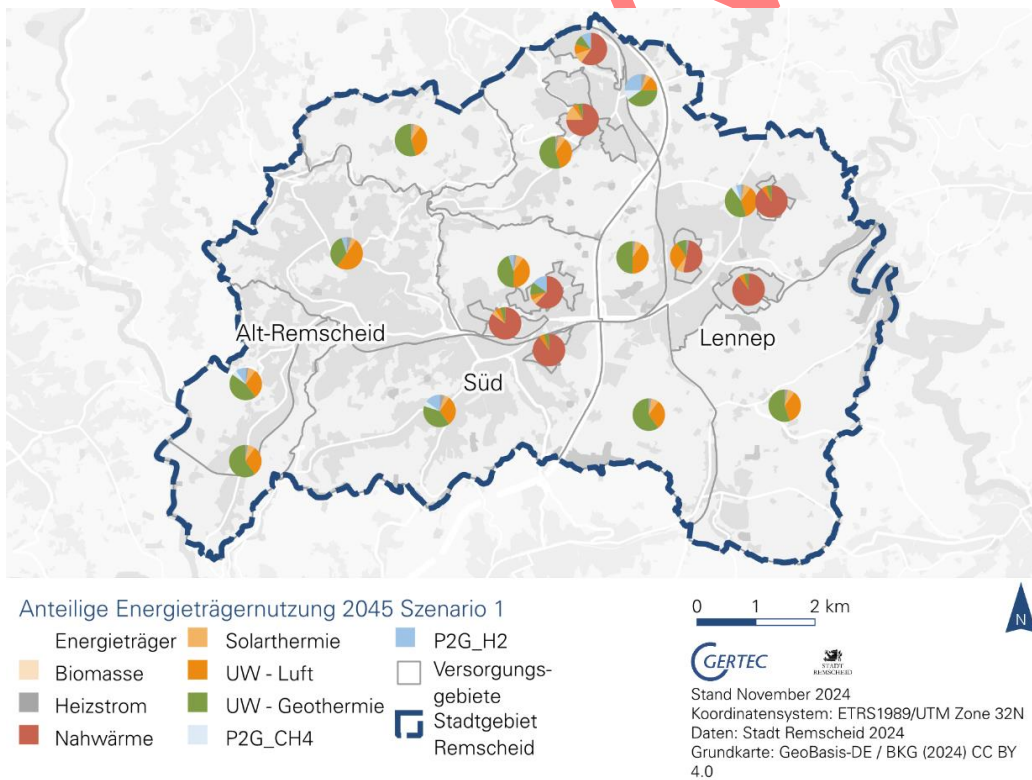 Alt-Remscheid
Lennep
Süd
Anteilige Energieträgernutzung 2045 Szenario 1
Energieträger
Biomasse
Heizstrom
Nahwärme
Solarthermie
UW - Luft
UW - Geothermie
P2G_CH4
P2G_H2
Versorgungs-
gebiete
Stadtgebiet
Remscheid
0 1 2 km
N
GERTEC
STADT
REMSCHEID
Stand November 2024
Koordinatensystem: ETRS1989/UTM Zone 32N
Daten: Stadt Remscheid 2024
Grundkarte: GeoBasis-DE / BKG (2024) CC BY
4.0